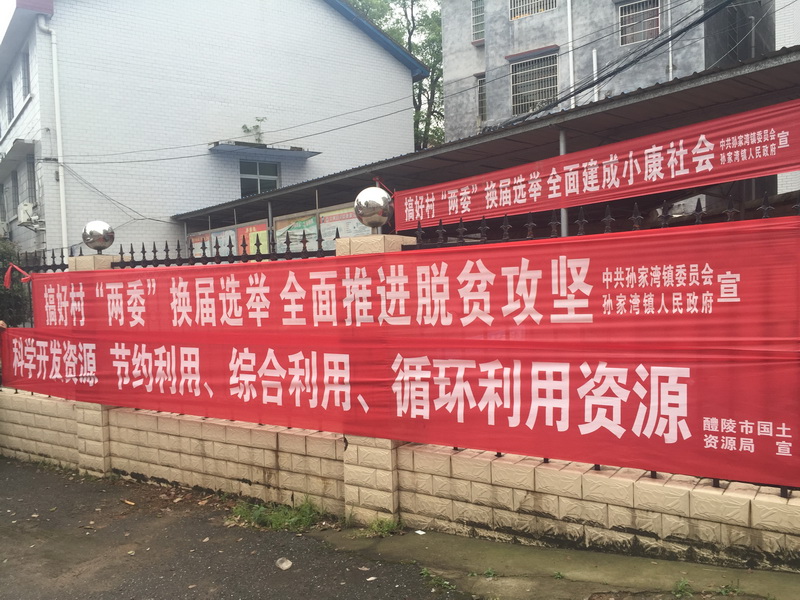 搞好村“两委”换届选举 全面建成小康社会 中共孙家湾镇委员会 宣
孙家湾镇人民政府
搞好村“两委”换届选举 全面推进脱贫攻坚 中共孙家湾镇委员会 宣
孙家湾镇人民政府
科学开发资源 节约利用、综合利用、循环利用资源 醴陵市国土
资源局 宣